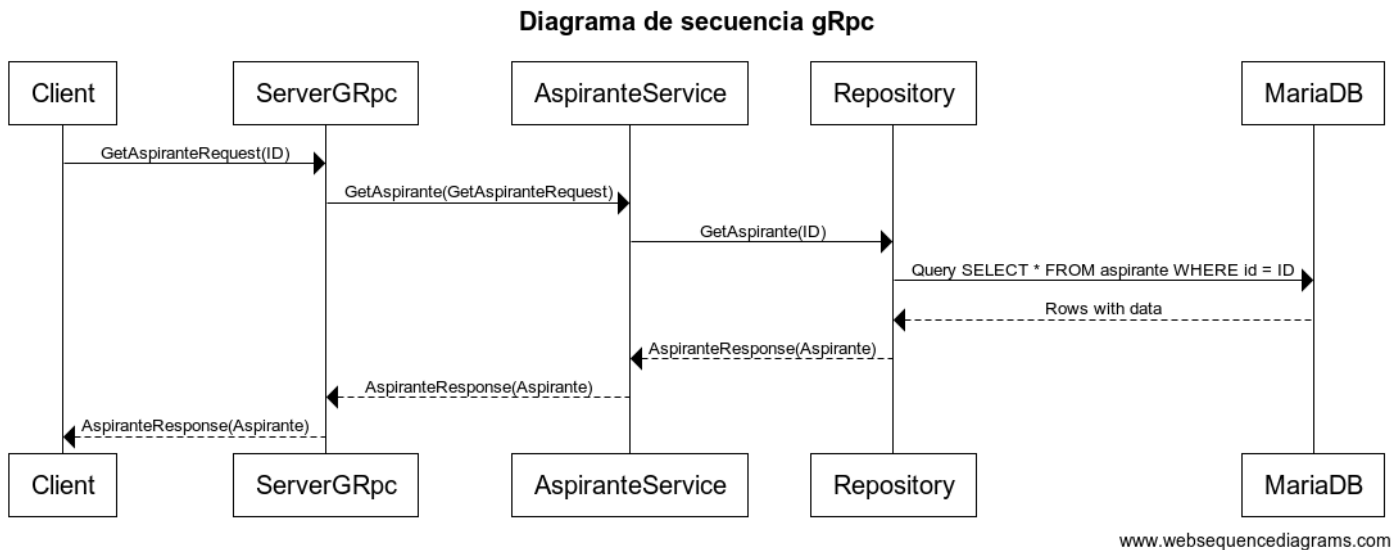 Diagrama de secuencia gRpc
Client
ServerGRpc
AspiranteService
Repository
MariaDB
GetAspiranteRequest(ID)
GetAspirante(GetAspiranteRequest)
GetAspirante(ID)
Query SELECT * FROM aspirante WHERE id = ID
Rows with data
AspiranteResponse(Aspirante)
AspiranteResponse(Aspirante)
AspiranteResponse(Aspirante)
Client
ServerGRpc
AspiranteService
Repository
MariaDB
www.websequencediagrams.com